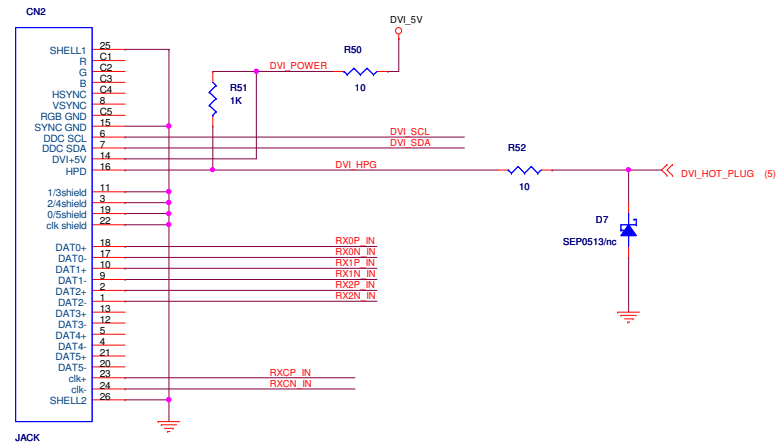 CN2
DVI_5V
SHELL1 25
R C1
G C2
B C3
HSYNC C4
VSYNC 8
RGB GND C5
SYNC GND 15
DDC SCL 6
DDC SDA 7
DVI+5V 14
HPD 16
1/3shield 11
2/4shield 3
0/5shield 19
clk shield 22
DAT0+ 18
DAT0- 17
DAT1+ 10
DAT1- 9
DAT2+ 2
DAT2- 1
DAT3+ 13
DAT3- 12
DAT4+ 5
DAT4- 4
DAT5+ 21
DAT5- 20
clk+ 23
clk- 24
SHELL2 26
JACK
R50
DVI_POWER
10
R51
1K
DVI_SCL
DVI_SDA
DVI_HPG
R52
10
DVI_HOT_PLUG (5)
D7
SEP0513/nc
RX0P_IN
RX0N_IN
RX1P_IN
RX1N_IN
RX2P_IN
RX2N_IN
RXCP_IN
RXCN_IN